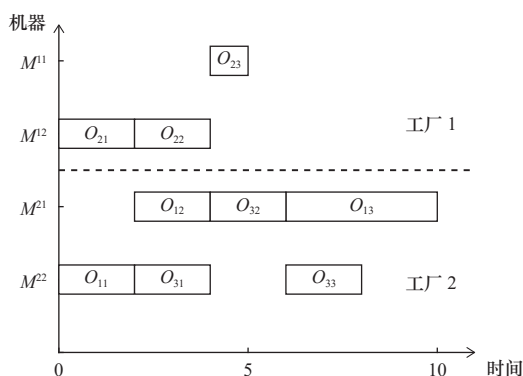 机器
M¹¹
O₂₃
M¹²
O₂₁ O₂₂
工厂 1
M²¹
O₁₂ O₃₂ O₁₃
M²²
O₁₁ O₃₁ O₃₃
工厂 2
0 5 10 时间